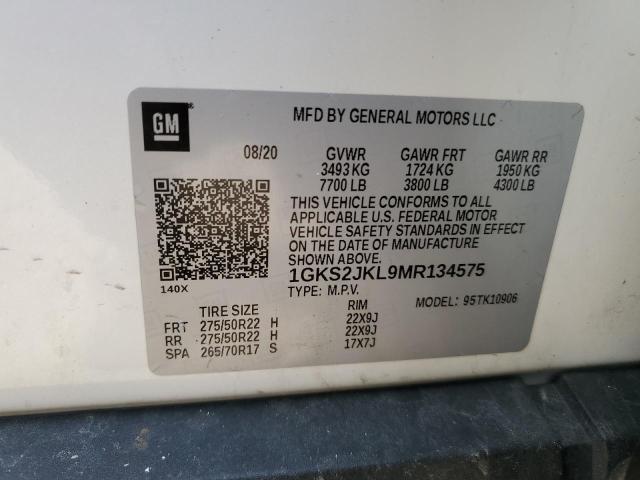 GM ®
MFD BY GENERAL MOTORS LLC
08/20 GVWR GAWR FRT GAWR RR
3493 KG 1724 KG 1950 KG
7700 LB 3800 LB 4300 LB
THIS VEHICLE CONFORMS TO ALL
APPLICABLE U.S. FEDERAL MOTOR
VEHICLE SAFETY STANDARDS IN EFFECT
ON THE DATE OF MANUFACTURE
SHOWN ABOVE.
1GKS2JKL9MR134575
140X
TYPE: M.P.V. MODEL: 95TK10906
TIRE SIZE RIM
FRT 275/50R22 H 22X9J
RR 275/50R22 H 22X9J
SPA 265/70R17 S 17X7J